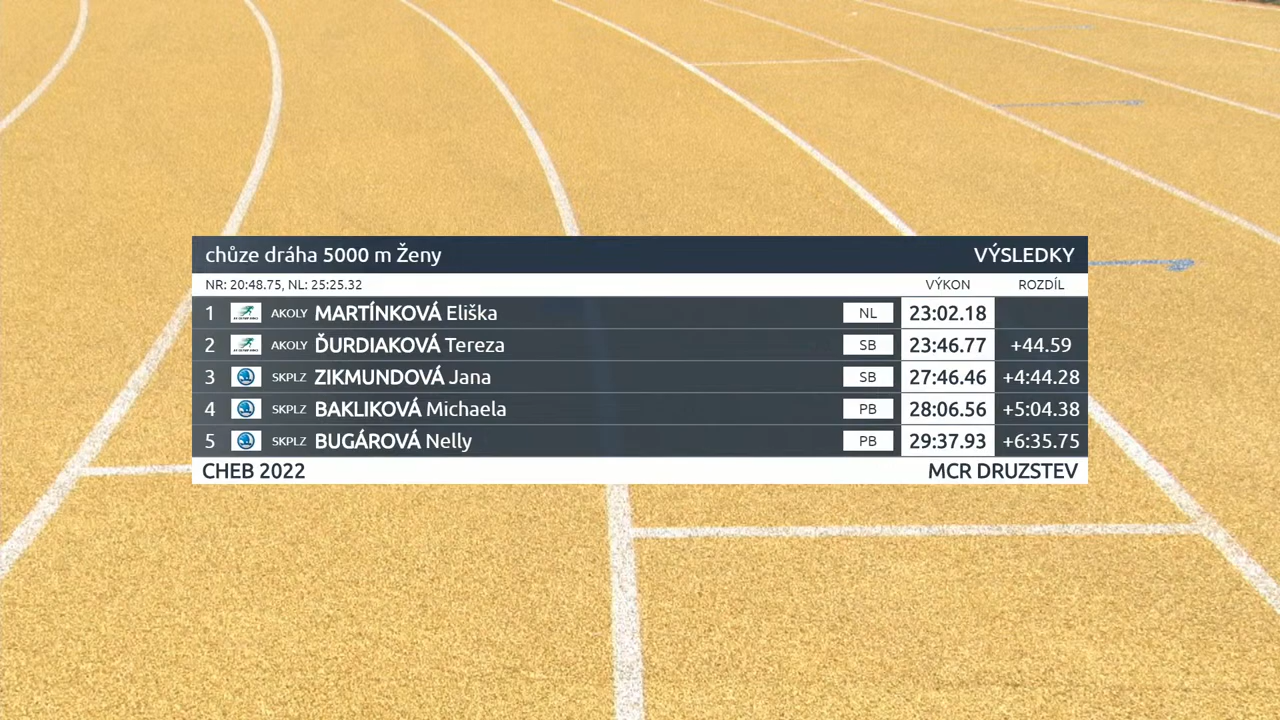 chůze dráha 5000 m Ženy VÝSLEDKY
NR: 20:48.75, NL: 25:25.32 VÝKON ROZDÍL
1 AKOLY MARTÍNKOVÁ Eliška NL 23:02.18
2 AKOLY ĎURDIAKOVÁ Tereza SB 23:46.77 +44.59
3 SKPLZ ZIKMUNDOVÁ Jana SB 27:46.46 +4:44.28
4 SKPLZ BAKLIKOVÁ Michaela PB 28:06.56 +5:04.38
5 SKPLZ BUGÁROVÁ Nelly PB 29:37.93 +6:35.75
CHEB 2022 MCR DRUZSTEV